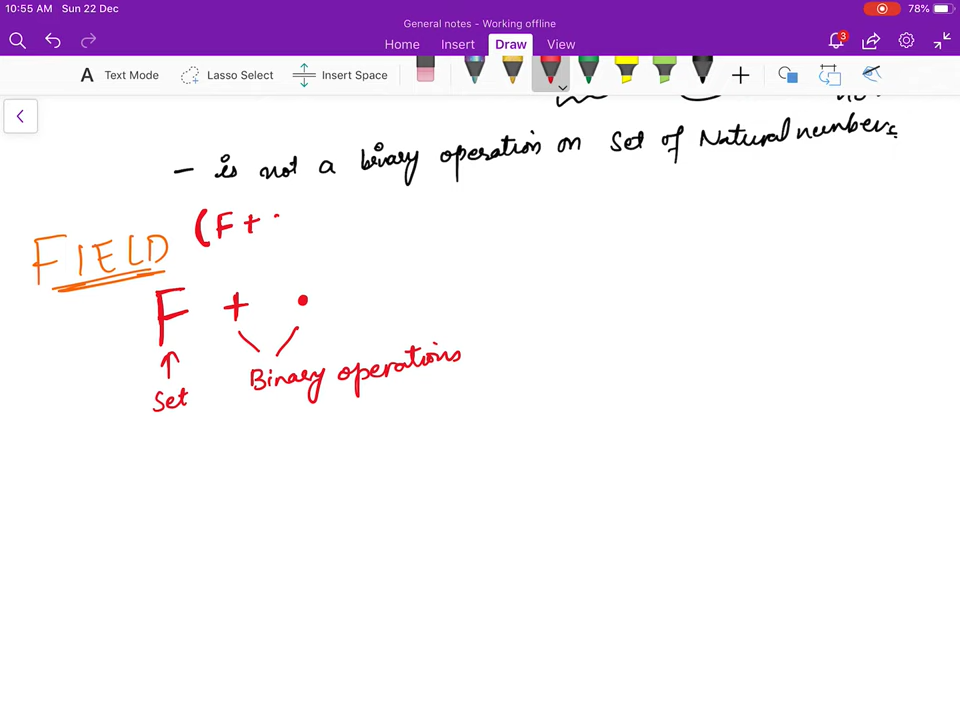 10:55 AM Sun 22 Dec
78%
General notes - Working offline
Home Insert Draw View
3
Text Mode Lasso Select Insert Space
- is not a binary operation on Set of Natural numbers
FIELD (F + ·
F + •
Set Binary operations